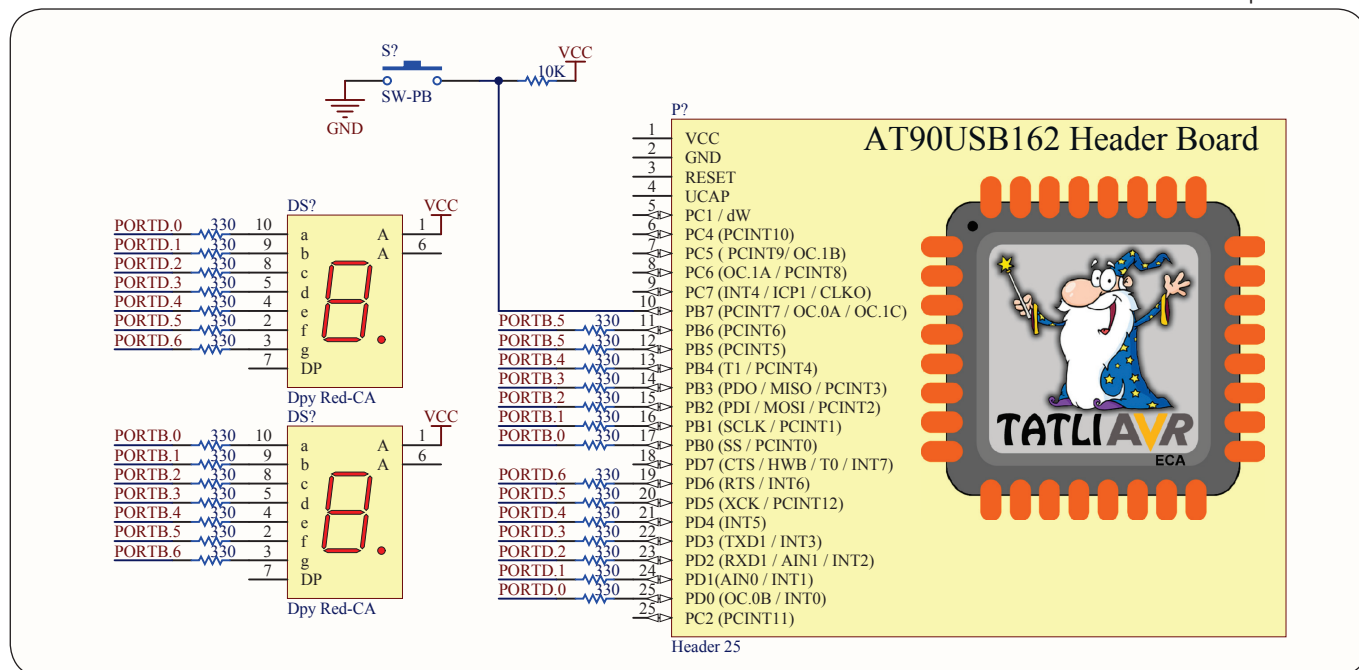 S?
SW-PB
GND
10K
VCC
DS?
VCC
PORTD.0 330 10 a A 1
PORTD.1 330 9 b A 6
PORTD.2 330 8 c
PORTD.3 330 5 d
PORTD.4 330 4 e
PORTD.5 330 2 f
PORTD.6 330 3 g
7 DP
Dpy Red-CA
DS?
VCC
PORTB.0 330 10 a A 1
PORTB.1 330 9 b A 6
PORTB.2 330 8 c
PORTB.3 330 5 d
PORTB.4 330 4 e
PORTB.5 330 2 f
PORTB.6 330 3 g
7 DP
Dpy Red-CA
P?
AT90USB162 Header Board
1 VCC
2 GND
3 RESET
4 UCAP
5 PC1 / dW
6 PC4 (PCINT10)
7 PC5 ( PCINT9/ OC.1B)
8 PC6 (OC.1A / PCINT8)
9 PC7 (INT4 / ICP1 / CLKO)
10 PB7 (PCINT7 / OC.0A / OC.1C)
PORTB.5 330 11 PB6 (PCINT6)
PORTB.5 330 12 PB5 (PCINT5)
PORTB.4 330 13 PB4 (T1 / PCINT4)
PORTB.3 330 14 PB3 (PDO / MISO / PCINT3)
PORTB.2 330 15 PB2 (PDI / MOSI / PCINT2)
PORTB.1 330 16 PB1 (SCLK / PCINT1)
PORTB.0 330 17 PB0 (SS / PCINT0)
18 PD7 (CTS / HWB / T0 / INT7)
PORTD.6 330 19 PD6 (RTS / INT6)
PORTD.5 330 20 PD5 (XCK / PCINT12)
PORTD.4 330 21 PD4 (INT5)
PORTD.3 330 22 PD3 (TXD1 / INT3)
PORTD.2 330 23 PD2 (RXD1 / AIN1 / INT2)
PORTD.1 330 24 PD1(AIN0 / INT1)
PORTD.0 330 25 PD0 (OC.0B / INT0)
25 PC2 (PCINT11)
Header 25
TATLI AVR
ECA